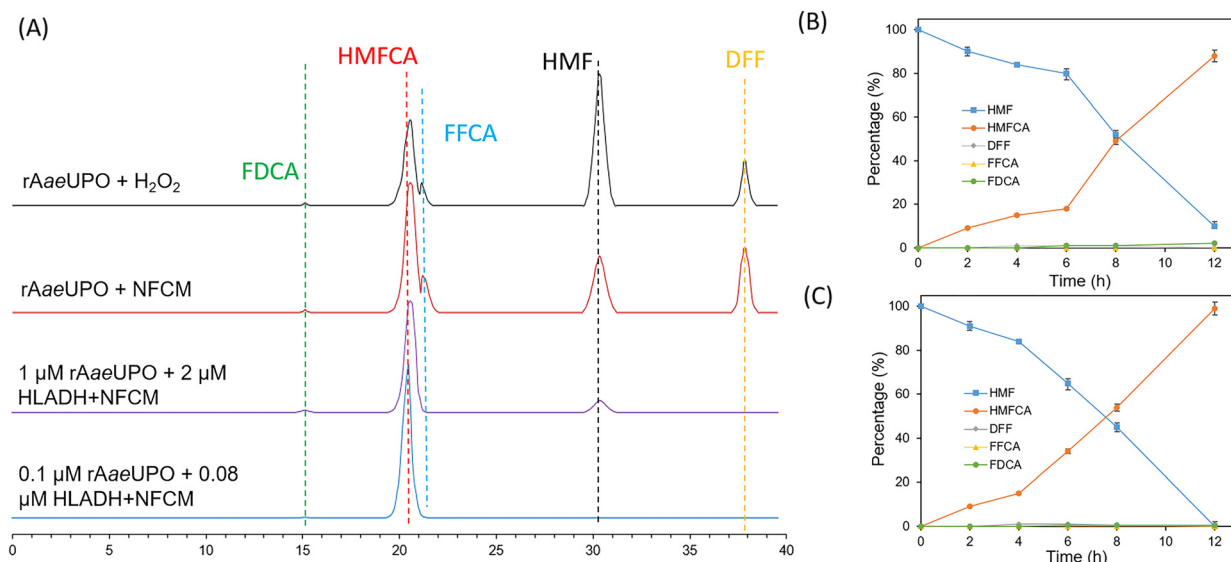 (A)
HMFCA
HMF
DFF
FFCA
FDCA
rAaeUPO + H₂O₂
rAaeUPO + NFCM
1 μM rAaeUPO + 2 μM
HLADH+NFCM
0.1 μM rAaeUPO + 0.08
μM HLADH+NFCM
0 5 10 15 20 25 30 35 40
(B)
100
80
60
40
20
0
Percentage (%)
HMF
HMFCA
DFF
FFCA
FDCA
0 2 4 6 8 10 12
Time (h)
(C)
100
80
60
40
20
0
Percentage (%)
HMF
HMFCA
DFF
FFCA
FDCA
0 2 4 6 8 10 12
Time (h)